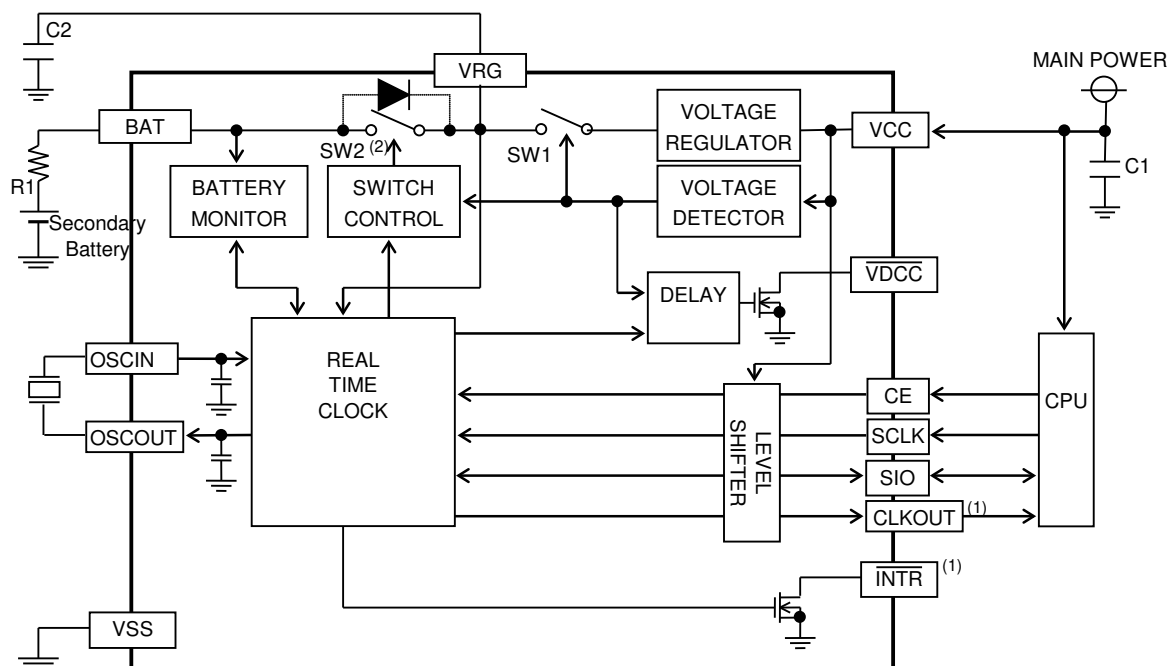 C2
VRG
MAIN POWER
BAT
SW2 (2)
SW1
VOLTAGE
REGULATOR
VCC
R1
BATTERY
MONITOR
SWITCH
CONTROL
VOLTAGE
DETECTOR
C1
Secondary
Battery
VDCC
DELAY
OSCIN
REAL
TIME
CLOCK
CE
CPU
OSCOUT
LEVEL
SHIFTER
SCLK
SIO
CLKOUT (1)
INTR (1)
VSS